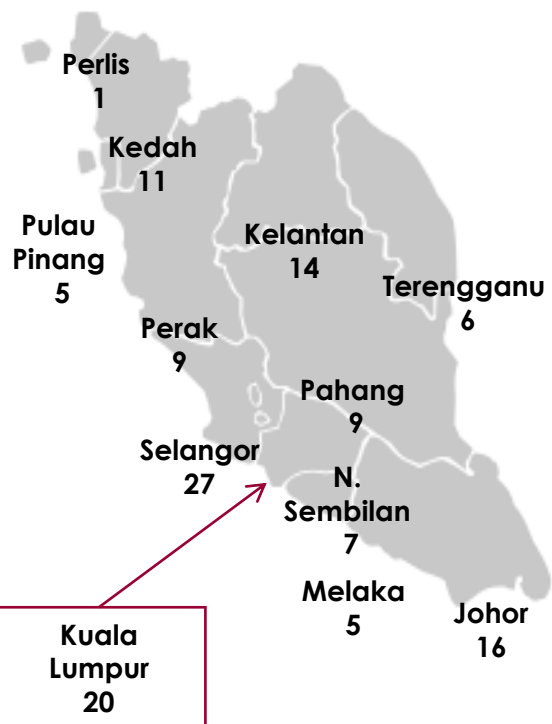 Perlis
1
Kedah
11
Pulau
Pinang
5
Kelantan
14
Terengganu
6
Perak
9
Pahang
9
Selangor
27
N.
Sembilan
7
Melaka
5
Johor
16
Kuala
Lumpur
20